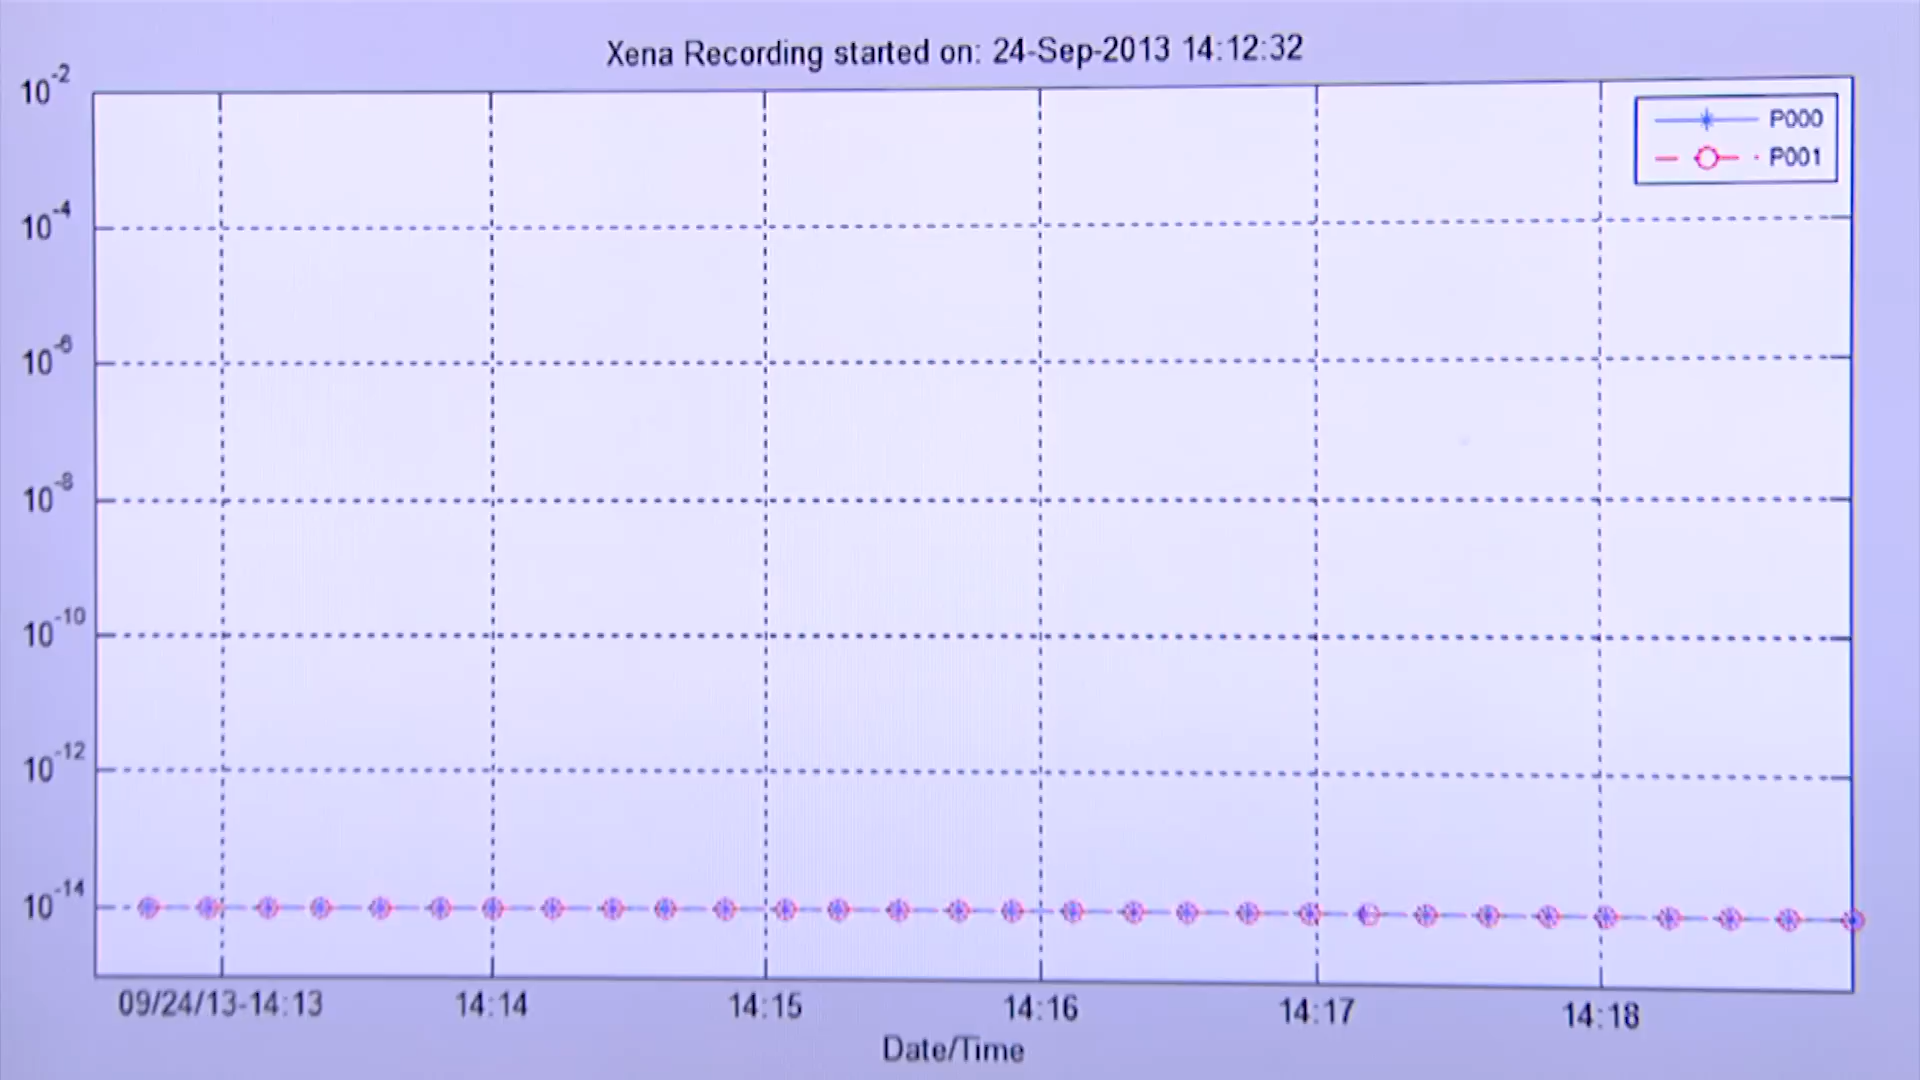 Xena Recording started on: 24-Sep-2013 14:12:32
P000
P001
10^-2
10^-4
10^-6
10^-8
10^-10
10^-12
10^-14
09/24/13-14:13 14:14 14:15 14:16 14:17 14:18
Date/Time